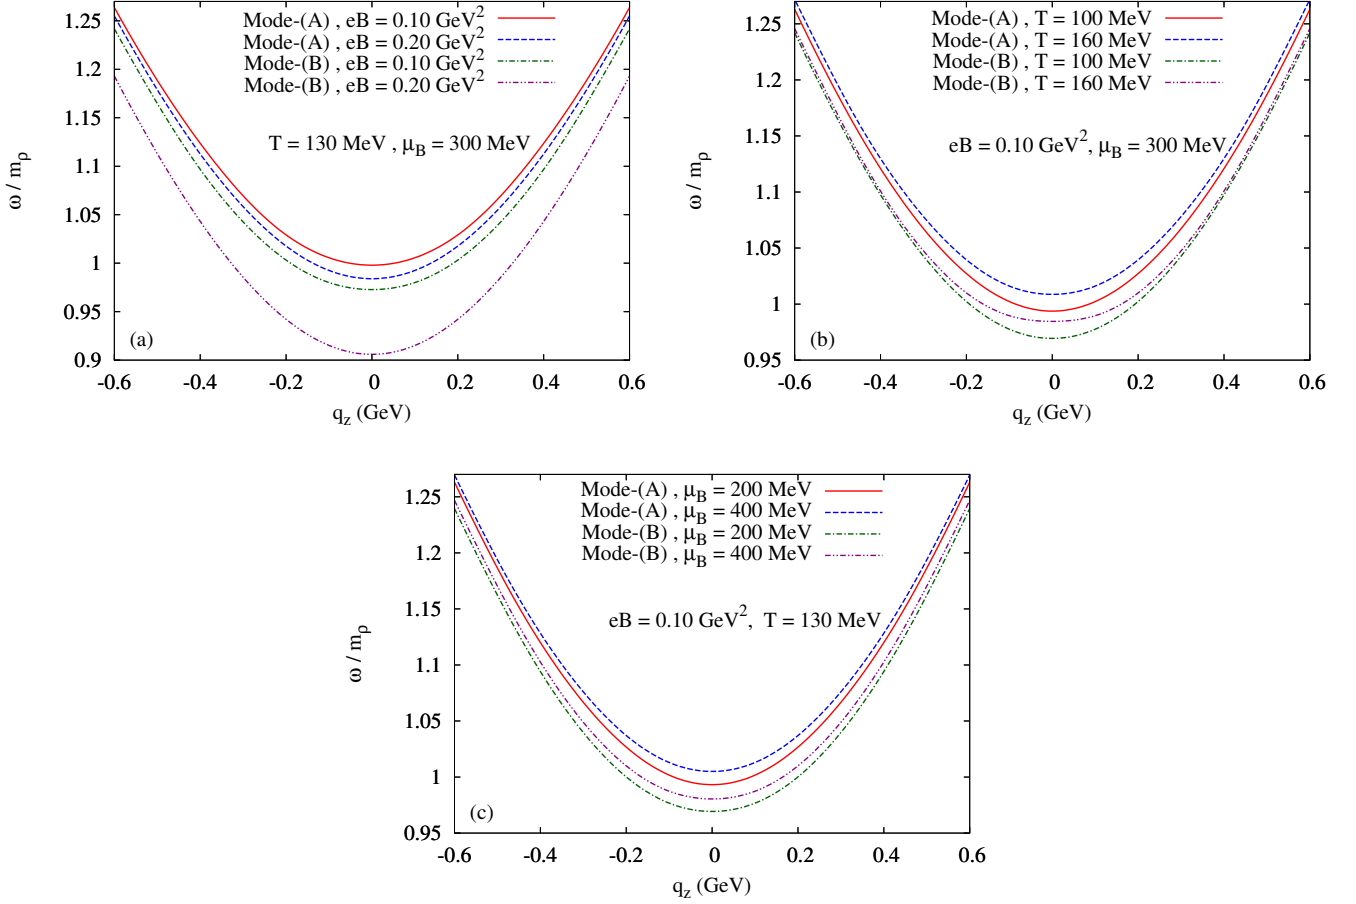 1.25
1.2
1.15
1.1
1.05
1
0.95
0.9
ω / mρ
Mode-(A) , eB = 0.10 GeV²
Mode-(A) , eB = 0.20 GeV²
Mode-(B) , eB = 0.10 GeV²
Mode-(B) , eB = 0.20 GeV²
T = 130 MeV , μB = 300 MeV
(a)
-0.6 -0.4 -0.2 0 0.2 0.4 0.6
qz (GeV)
1.25
1.2
1.15
1.1
1.05
1
0.95
ω / mρ
Mode-(A) , T = 100 MeV
Mode-(A) , T = 160 MeV
Mode-(B) , T = 100 MeV
Mode-(B) , T = 160 MeV
eB = 0.10 GeV², μB = 300 MeV
(b)
-0.6 -0.4 -0.2 0 0.2 0.4 0.6
qz (GeV)
1.25
1.2
1.15
1.1
1.05
1
0.95
ω / mρ
Mode-(A) , μB = 200 MeV
Mode-(A) , μB = 400 MeV
Mode-(B) , μB = 200 MeV
Mode-(B) , μB = 400 MeV
eB = 0.10 GeV², T = 130 MeV
(c)
-0.6 -0.4 -0.2 0 0.2 0.4 0.6
qz (GeV)